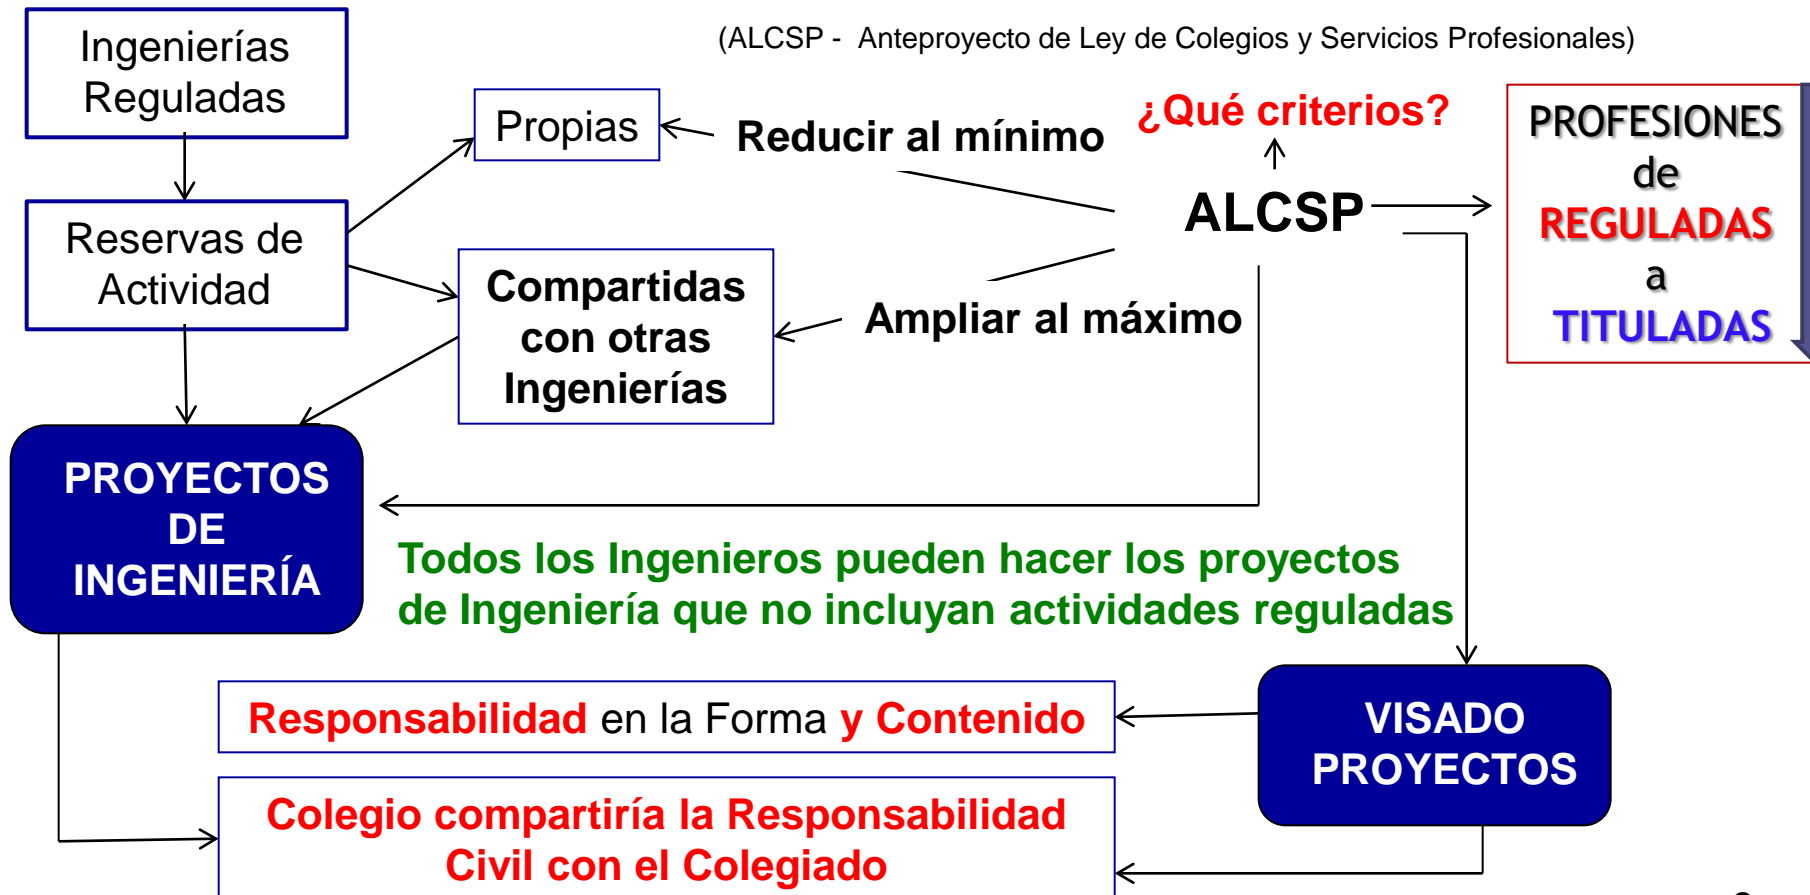 Ingenierías
Reguladas
(ALCSP - Anteproyecto de Ley de Colegios y Servicios Profesionales)
Propias
Reducir al mínimo
¿Qué criterios?
PROFESIONES
de
REGULADAS
a
TITULADAS
Reservas de
Actividad
ALCSP
Compartidas
con otras
Ingenierías
Ampliar al máximo
PROYECTOS
DE
INGENIERÍA
Todos los Ingenieros pueden hacer los proyectos
de Ingeniería que no incluyan actividades reguladas
Responsabilidad en la Forma y Contenido
VISADO
PROYECTOS
Colegio compartiría la Responsabilidad
Civil con el Colegiado